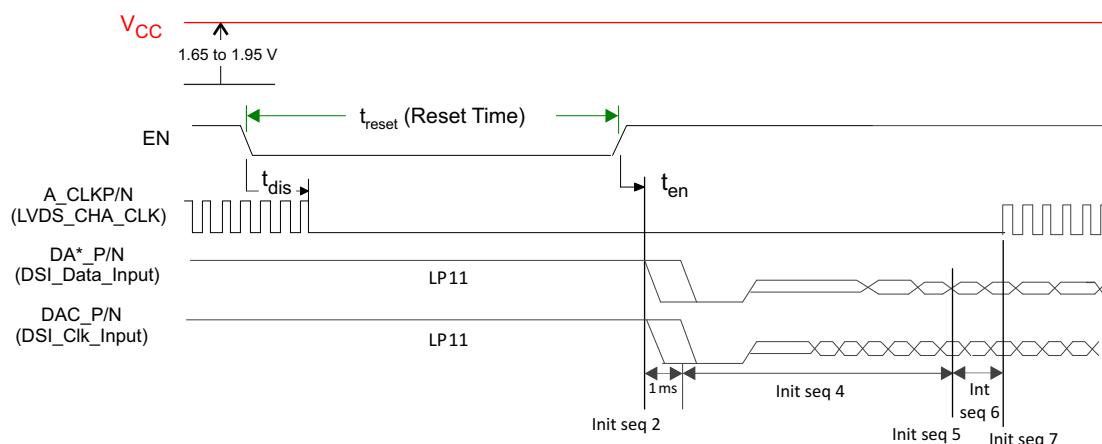 VCC
1.65 to 1.95 V
treset (Reset Time)
EN
tdis
ten
A_CLKP/N
(LVDS_CHA_CLK)
DA*_P/N
(DSI_Data_Input)
LP11
DAC_P/N
(DSI_Clk_Input)
LP11
1 ms
Init seq 4
Int
seq 6
Init seq 2
Init seq 5
Init seq 7